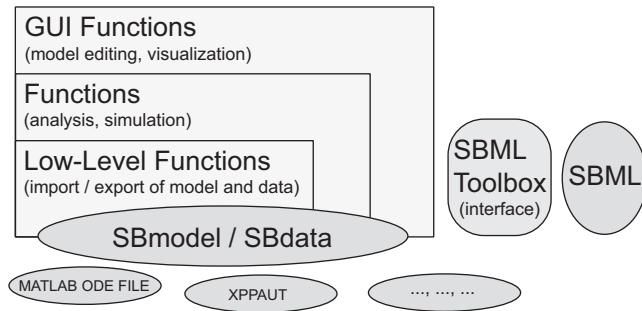 GUI Functions
(model editing, visualization)
Functions
(analysis, simulation)
Low-Level Functions
(import / export of model and data)
SBmodel / SBdata
SBML
Toolbox
(interface)
SBML
MATLAB ODE FILE
XPPAUT
..., ..., ...